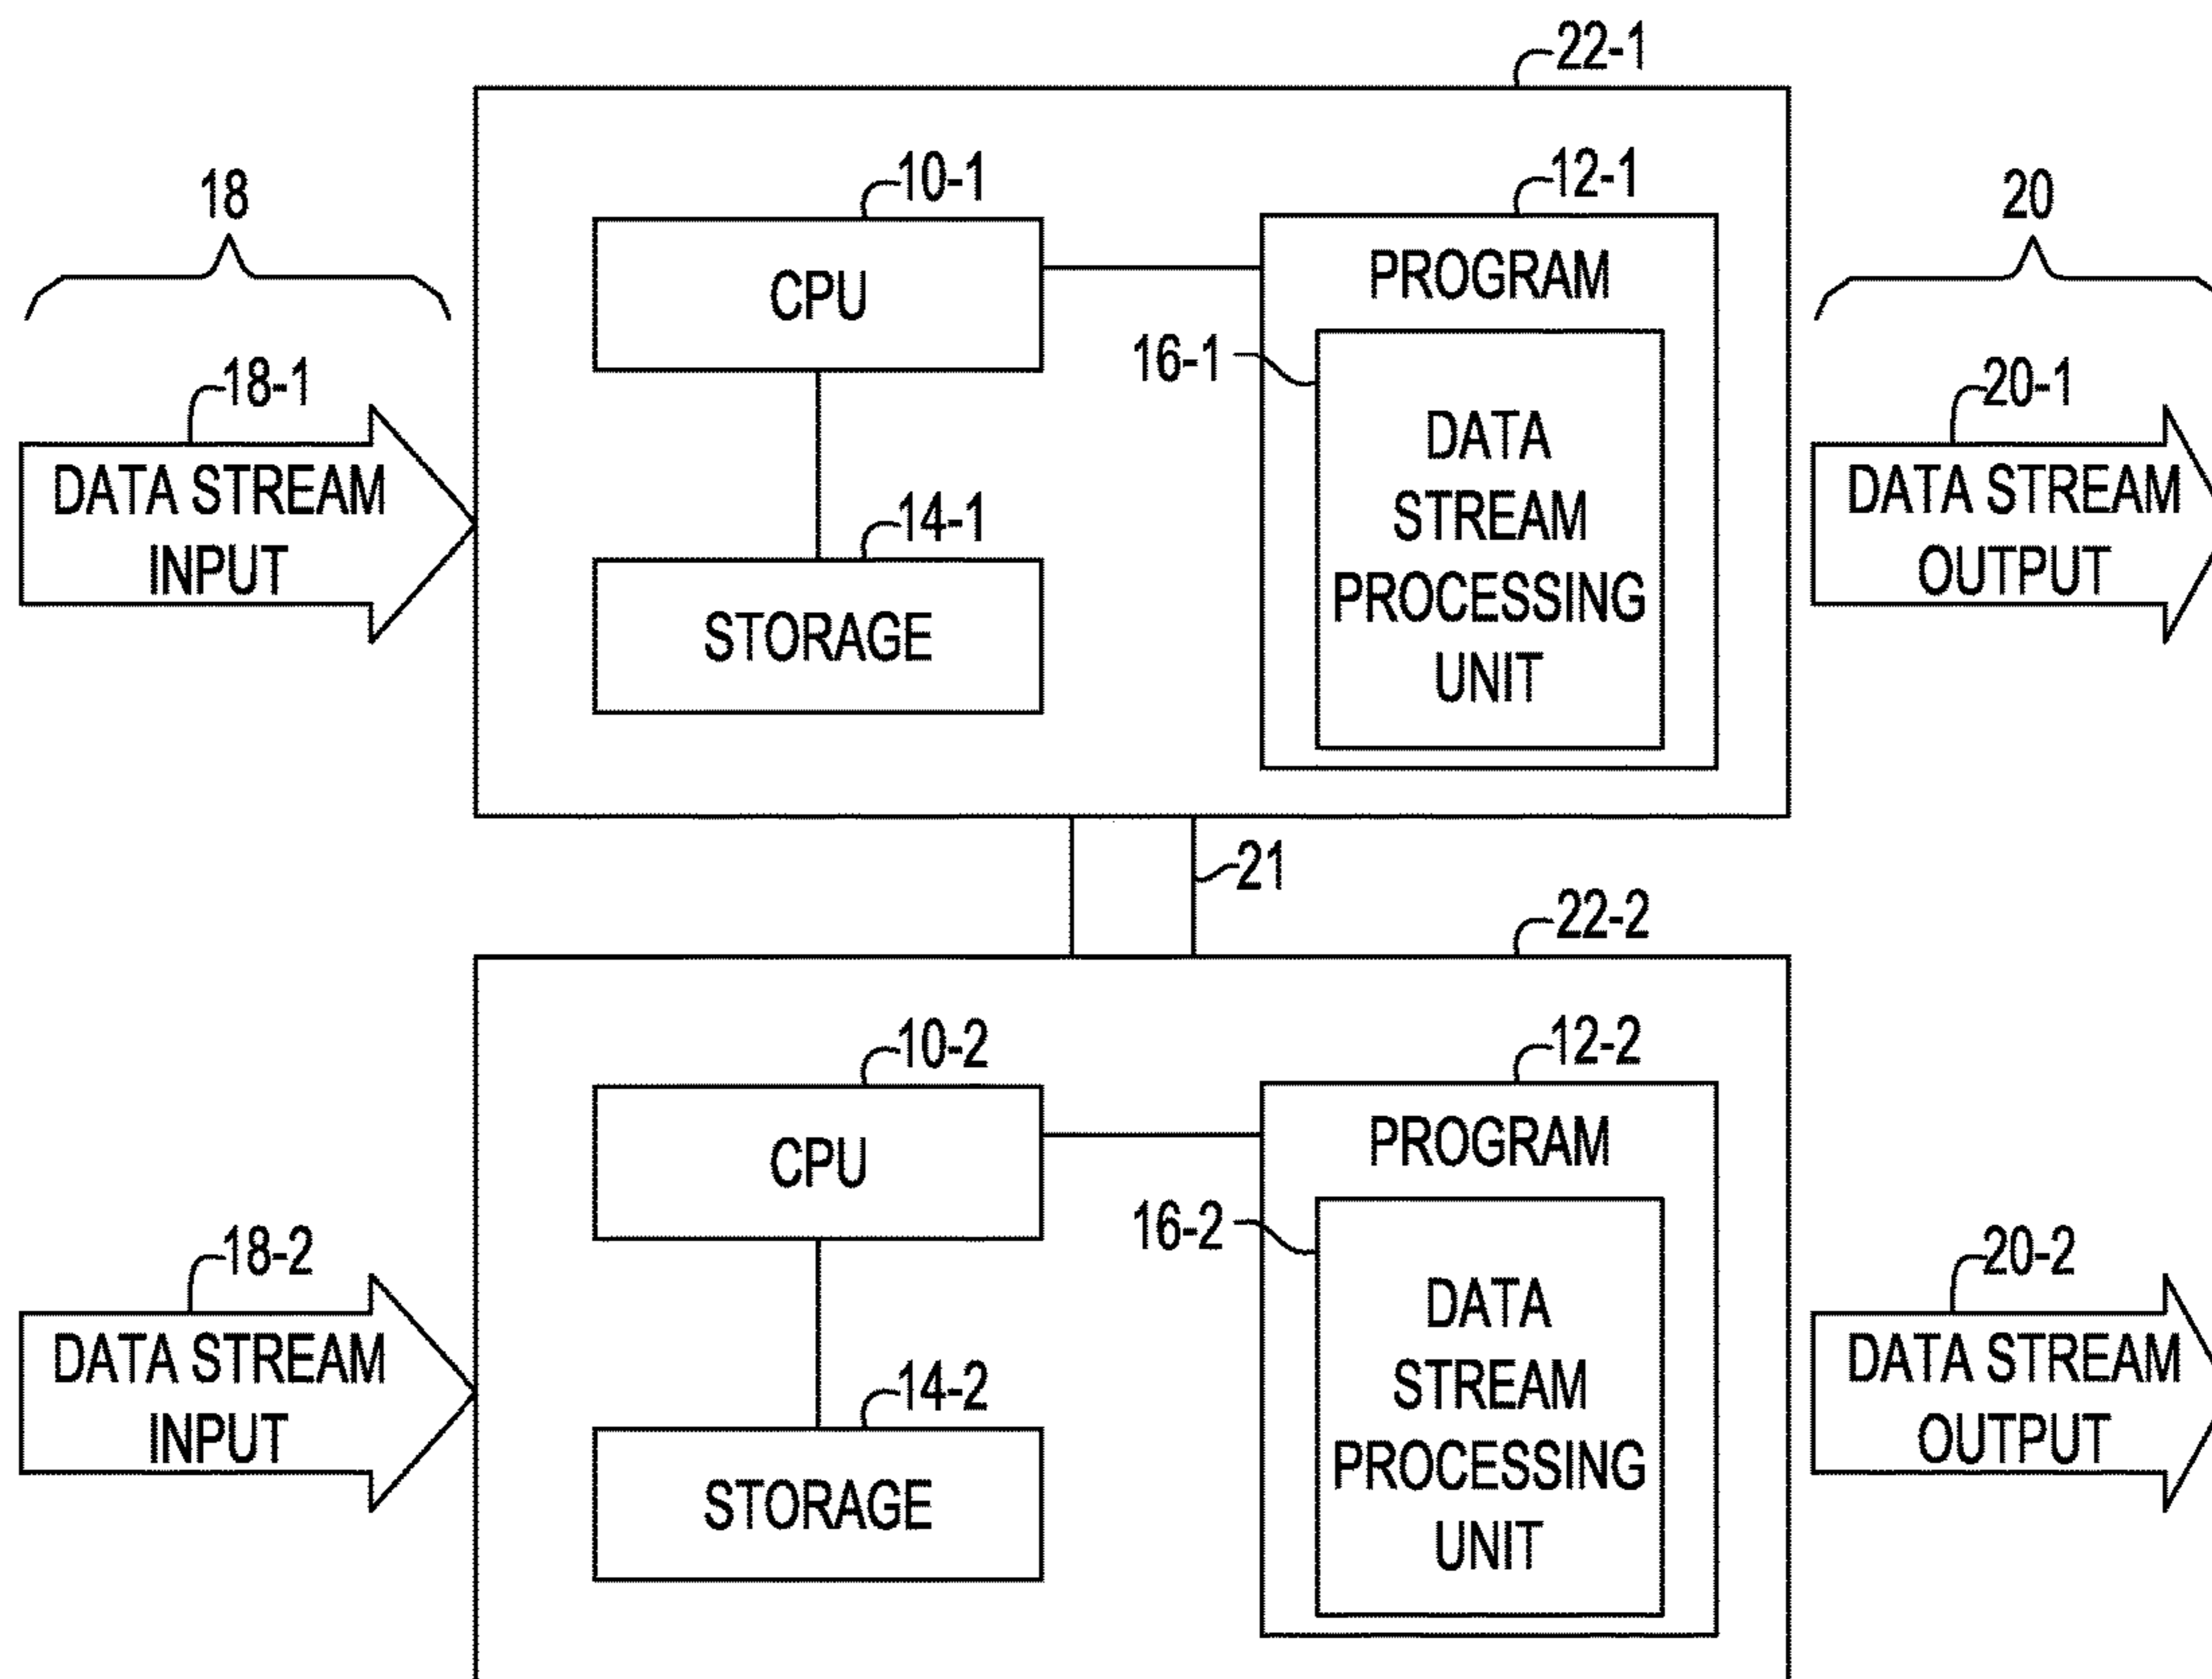 22-1
18
10-1
12-1
20
CPU
PROGRAM
18-1
16-1
20-1
DATA STREAM
INPUT
14-1
STORAGE
DATA
STREAM
PROCESSING
UNIT
DATA STREAM
OUTPUT
21
22-2
10-2
12-2
CPU
PROGRAM
18-2
16-2
20-2
DATA STREAM
INPUT
14-2
STORAGE
DATA
STREAM
PROCESSING
UNIT
DATA STREAM
OUTPUT